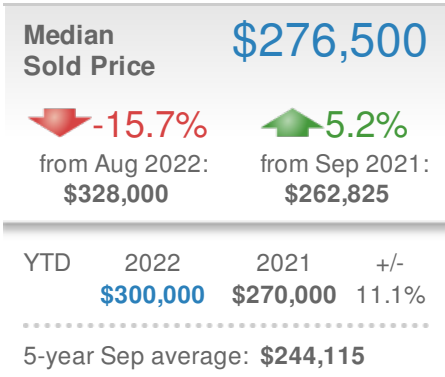 Median $276,500
Sold Price
-15.7% 5.2%
from Aug 2022: from Sep 2021:
$328,000 $262,825
YTD 2022 2021 +/-
$300,000 $270,000 11.1%
5-year Sep average: $244,115